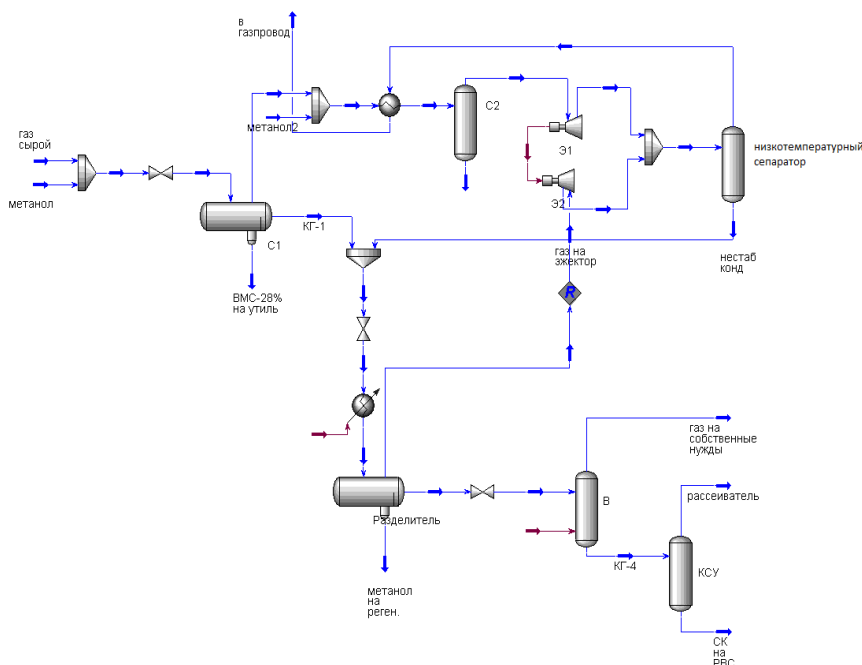 в
газпровод
метанол2
С2
Э1
Э2
низкотемпературный
сепаратор
газ
сырой
метанол
С1
КГ-1
ВМС-28%
на утиль
газ на
эжектор
R
нестаб
конд
газ на
собственные
нужды
Разделитель
В
рассеиватель
КГ-4
КСУ
метанол
на
реген.
СК
на
РВС